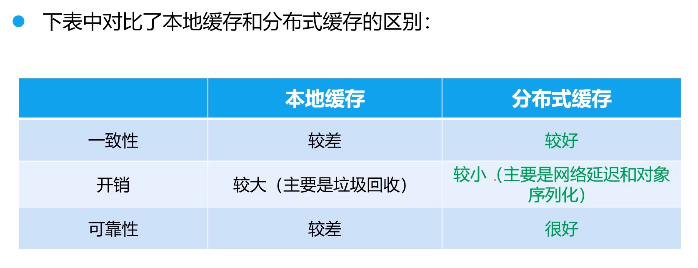 下表中对比了本地缓存和分布式缓存的区别：
本地缓存 分布式缓存
一致性 较差 较好
开销 较大（主要是垃圾回收） 较小（主要是网络延迟和对象
序列化）
可靠性 较差 很好